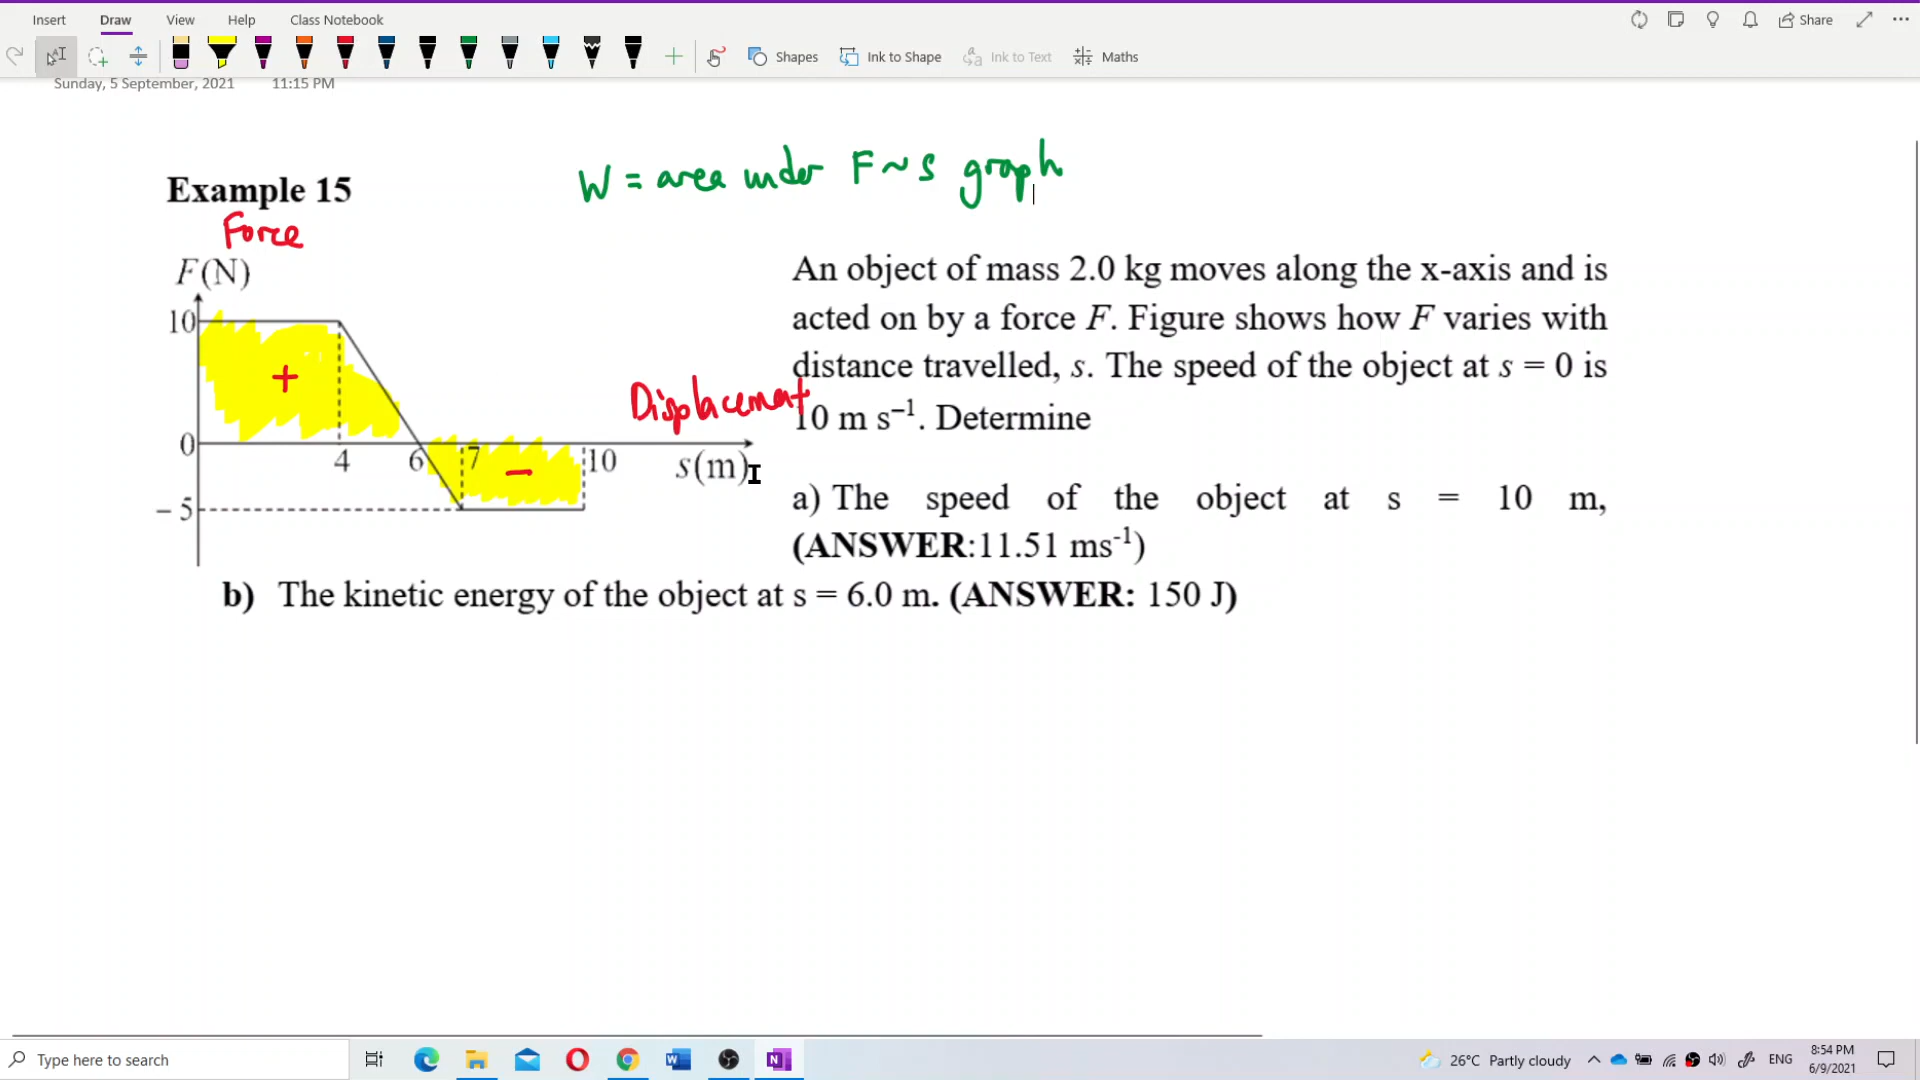 Insert Draw View Help Class Notebook Share
Shapes Ink to Shape Ink to Text Maths
Sunday, 5 September, 2021 11:15 PM
W = area under F ~ s graph
Example 15
Force
F(N)
10
+
0
4 6 7 10 s(m)
−
– 5
Displacement
An object of mass 2.0 kg moves along the x-axis and is
acted on by a force F. Figure shows how F varies with
distance travelled, s. The speed of the object at s = 0 is
10 m s⁻¹. Determine
a) The speed of the object at s = 10 m,
(ANSWER:11.51 ms⁻¹)
b) The kinetic energy of the object at s = 6.0 m. (ANSWER: 150 J)
Type here to search
26°C Partly cloudy ENG 8:54 PM
6/9/2021